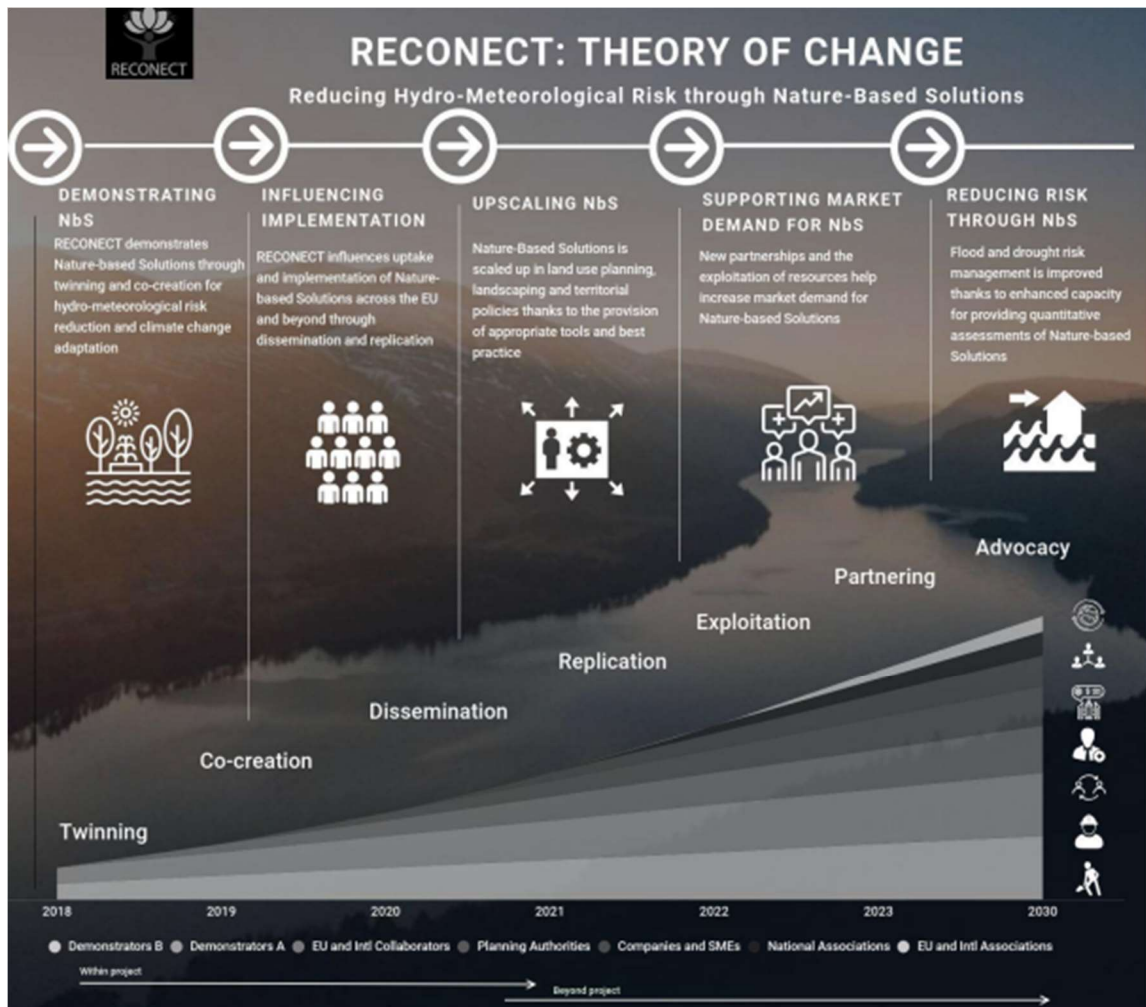 RECONECT
RECONECT: THEORY OF CHANGE
Reducing Hydro-Meteorological Risk through Nature-Based Solutions
DEMONSTRATING
NbS
RECONECT demonstrates
Nature-based Solutions through
twinning and co-creation for
hydro-meteorological risk
reduction and climate change
adaptation
INFLUENCING
IMPLEMENTATION
RECONECT influences uptake
and implementation of Nature-
based Solutions across the EU
and beyond through
dissemination and replication
UPSCALING NbS
Nature-Based Solutions is
scaled up in land use planning,
landscaping and territorial
policies thanks to the provision
of appropriate tools and best
practice
SUPPORTING MARKET
DEMAND FOR NbS
New partnerships and the
exploitation of resources help
increase market demand for
Nature-based Solutions
REDUCING RISK
THROUGH NbS
Flood and drought risk
management is improved
thanks to enhanced capacity
for providing quantitative
assessments of Nature-based
Solutions
Advocacy
Partnering
Exploitation
Replication
Dissemination
Co-creation
Twinning
2018 2019 2020 2021 2022 2023 2030
Demonstrators B Demonstrators A EU and Intl Collaborators Planning Authorities Companies and SMEs National Associations EU and Intl Associations
Within project
Beyond project